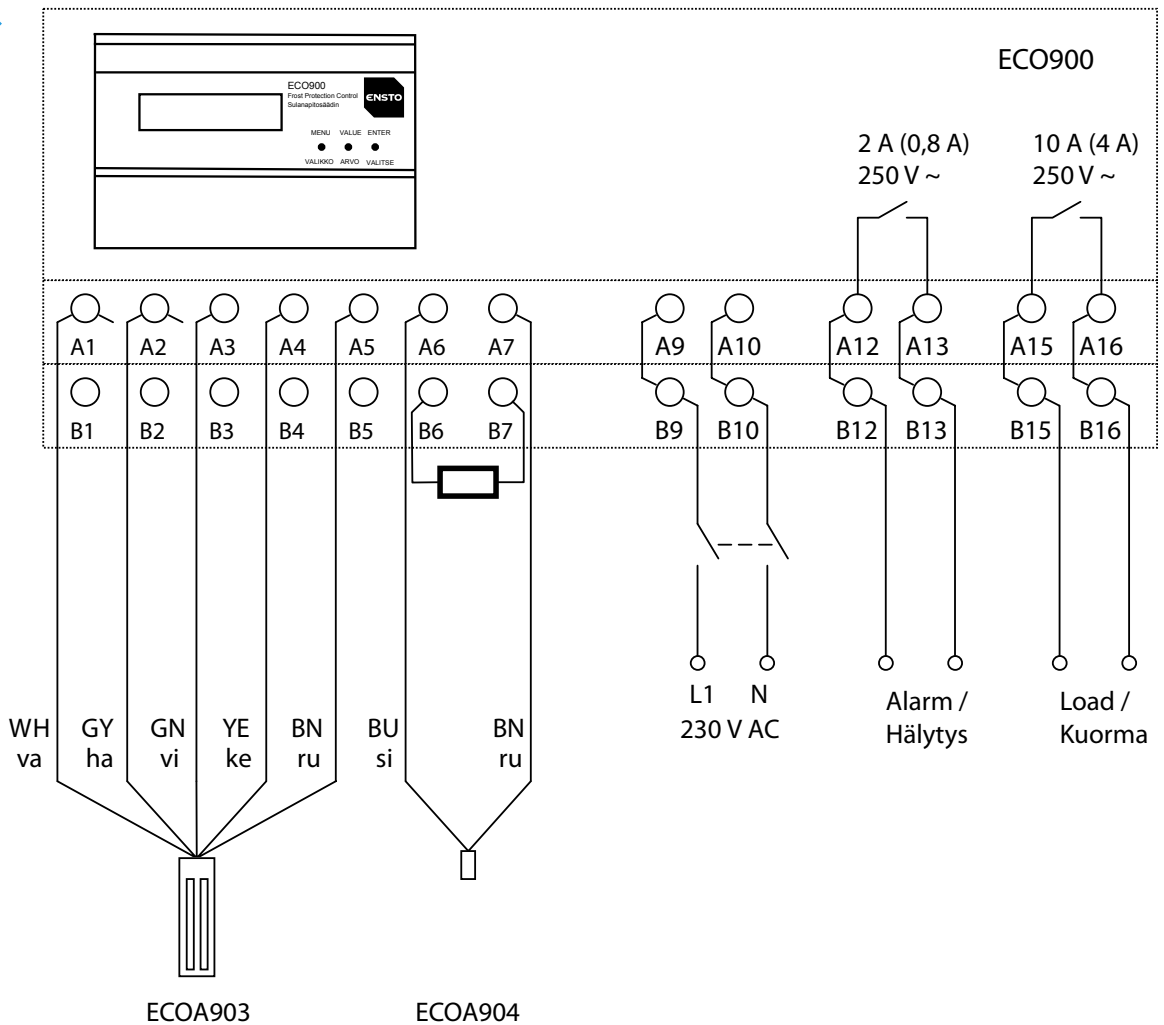 ECO900
ECO900
Frost Protection Control
Sulanapitosäädin
ENSTO
MENU VALUE ENTER
VALIKKO ARVO VALITSE
2 A (0,8 A)
250 V ~
10 A (4 A)
250 V ~
A1 A2 A3 A4 A5 A6 A7 A9 A10 A12 A13 A15 A16
B1 B2 B3 B4 B5 B6 B7 B9 B10 B12 B13 B15 B16
L1 N
230 V AC
Alarm /
Hälytys
Load /
Kuorma
WH GY GN YE BN BU BN
va ha vi ke ru si ru
ECOA903 ECOA904